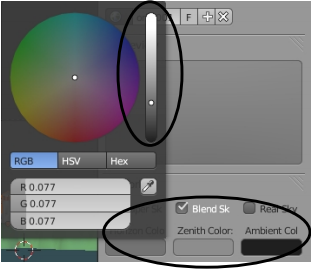 F
RGB HSV Hex
R 0.077
G 0.077
B 0.077
Blend Sk Real Sky
Zenith Color: Ambient Col